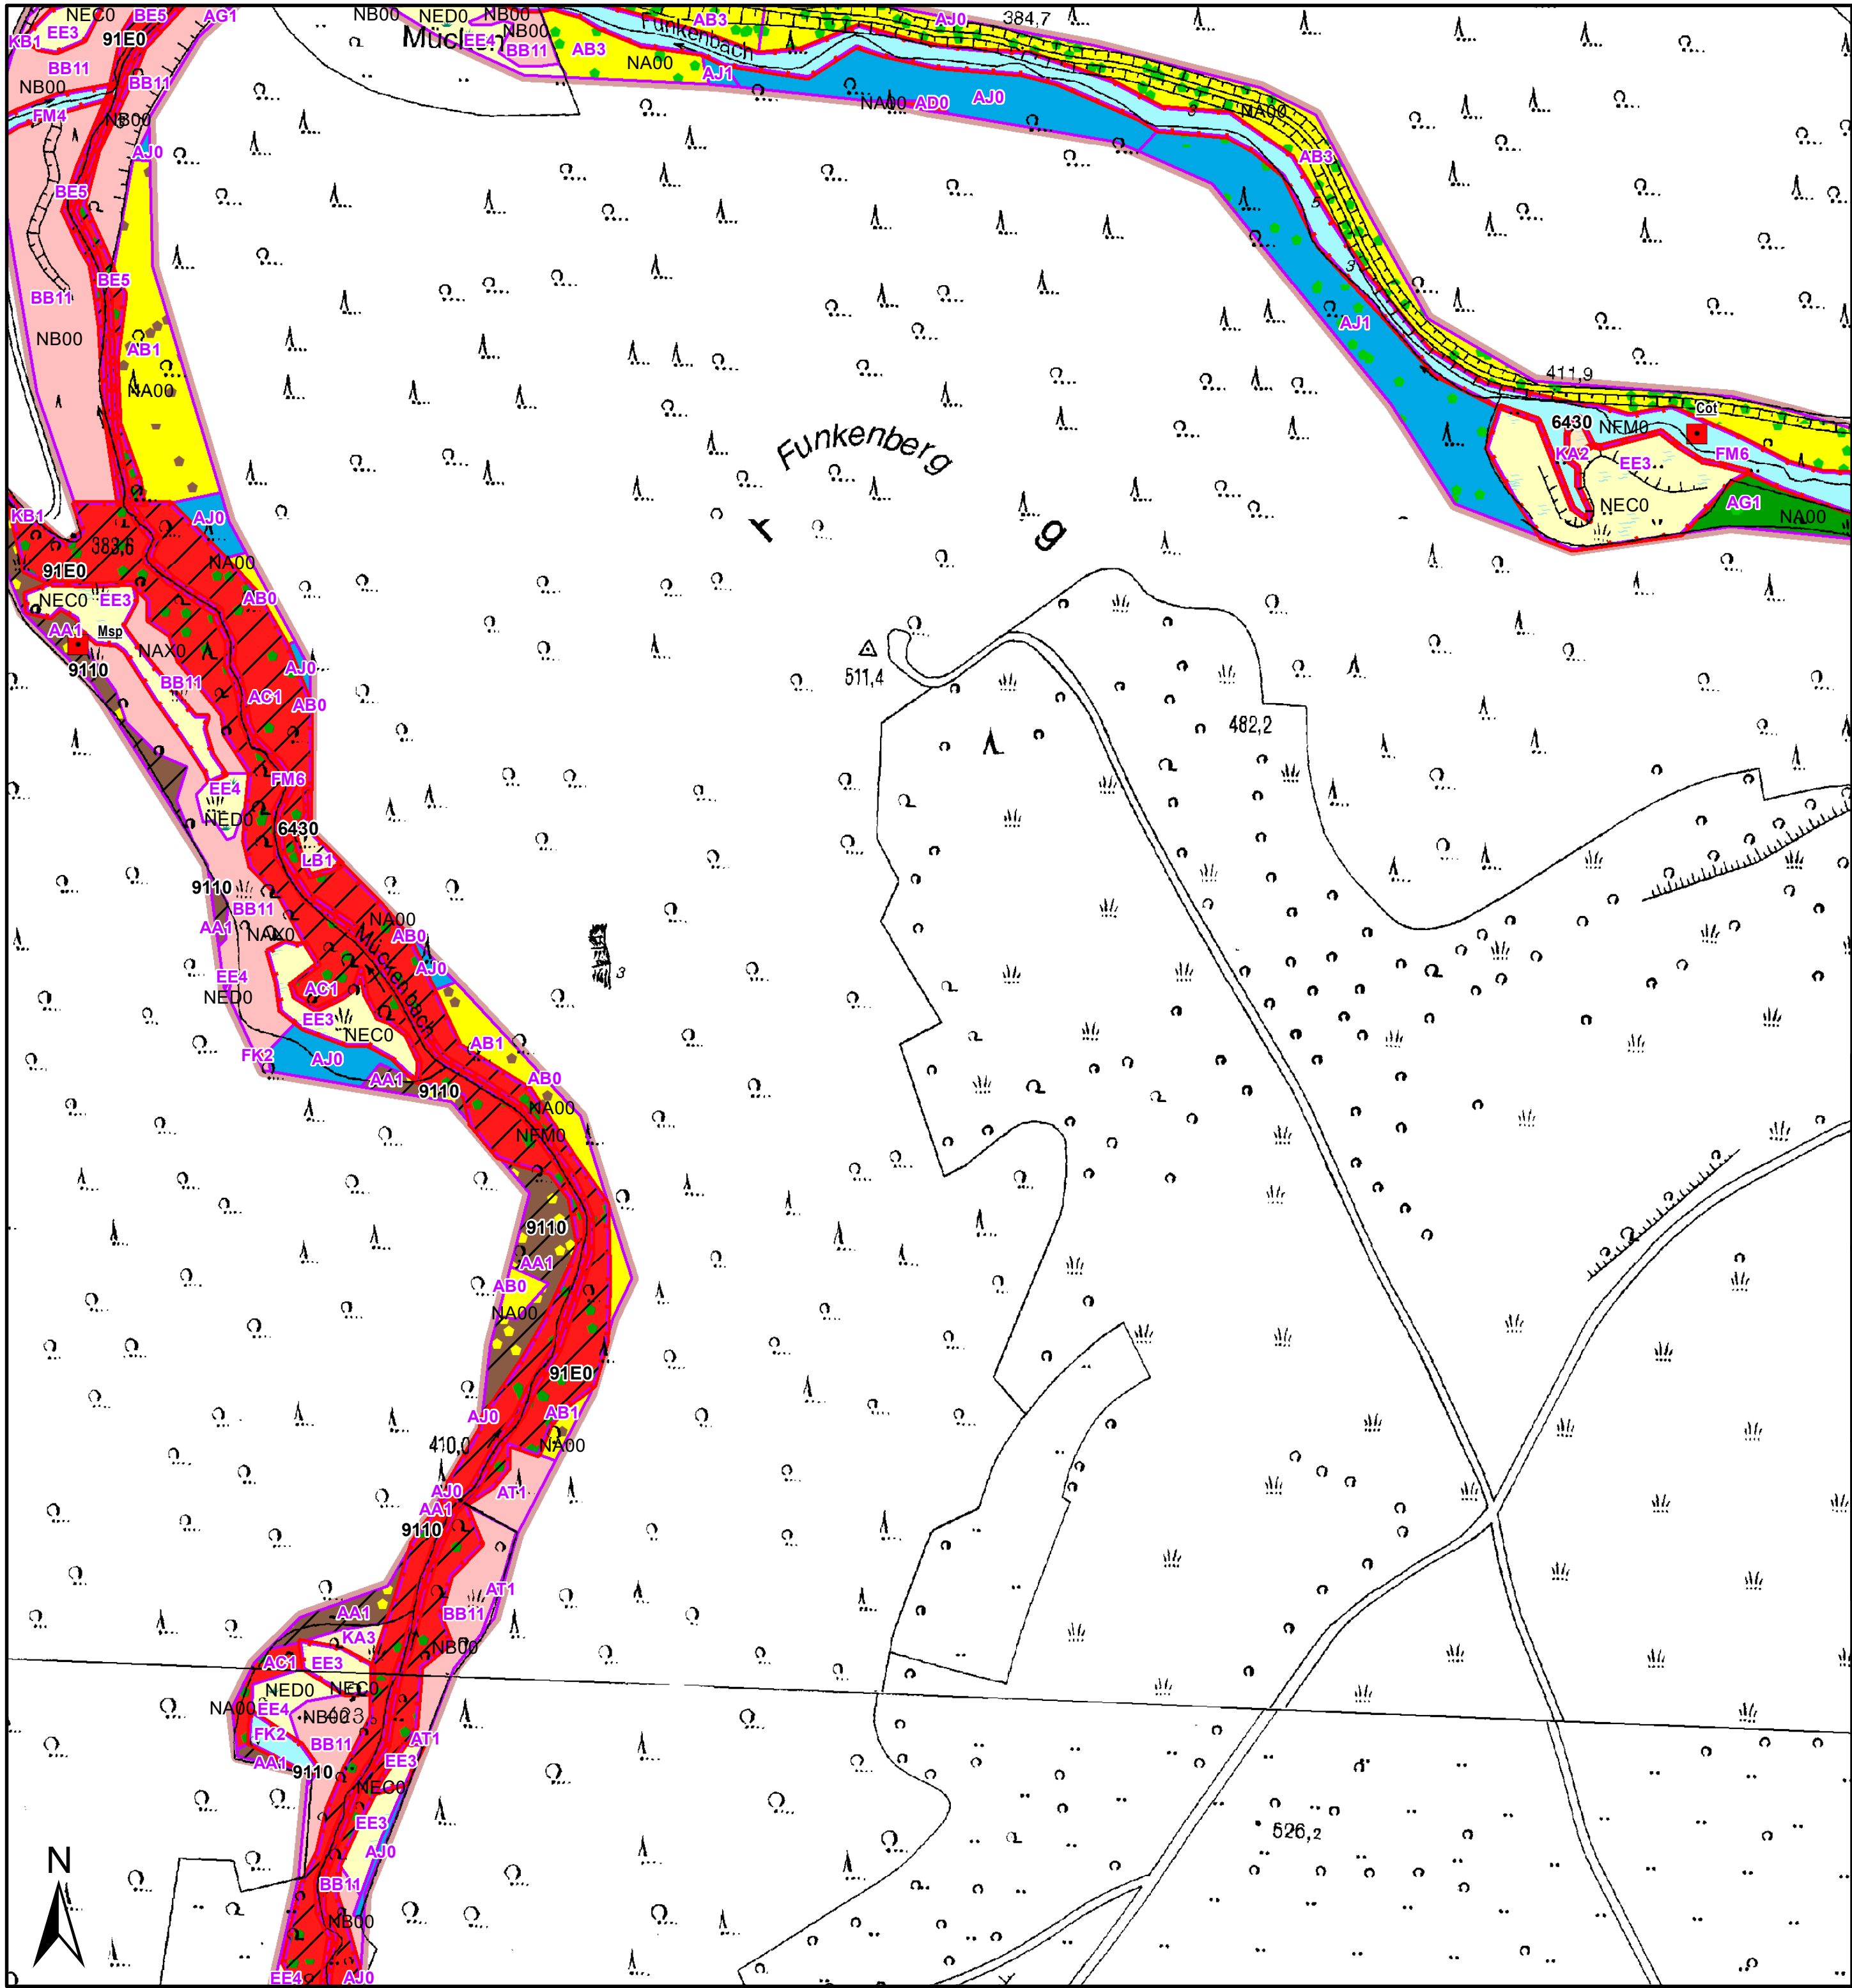 NEC0
BE5
AG1
NB00
NED0
NB00
AB3
AJ0
384,7
KB1
EE3
91E0
Mücken
EE4
NB00
Funkenbach
BB11
AB3
BB11
NA00
BB11
AJ1
NB00
NA00
AD0
AJ0
NA00
FM4
NB00
AJ0
AB3
BE5
BE5
BB11
NB00
AB1
NA00
3
AJ1
411,9
Cot
6430
NFM0
KA2
EE3
FM6
Funkenberg
NEC0
AG1
NA00
KB1
AJ0
r
g
383,6
91E0
NA00
NEC0
EE3
AB0
AA1
Msp
NAX0
9110
BB11
AJ0
AC1
AB0
511,4
482,2
FM6
EE4
NED0
6430
LB1
9110
BB11
AA1
NAX0
NA00
AB0
Mückenbach
EE4
AJ0
3
NED0
AC1
EE3
NEC0
AB1
FK2
AJ0
AA1
9110
AB0
NA00
NFM0
9110
AA1
AB0
NA00
91E0
AJ0
AB1
410,0
NA00
AJ0
AT1
AA1
9110
AT1
AA1
BB11
KA3
NB00
AC1
EE3
NED0
NEC0
NA00
EE4
NB00
423
FK2
BB11
AT1
AA1
EE3
9110
NEC0
EE3
526,2
AJ0
N
BB11
NB00
EE4
AJ0